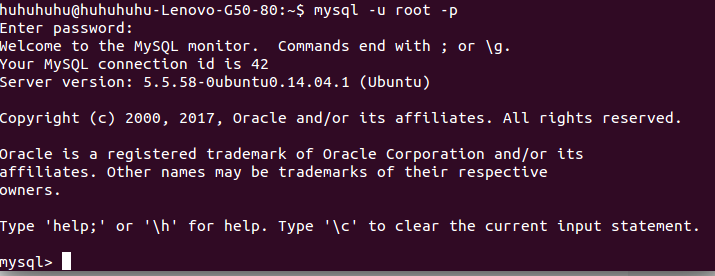 huhuhuhu@huhuhuhu-Lenovo-G50-80:~$ mysql -u root -p
Enter password:
Welcome to the MySQL monitor.  Commands end with ; or \g.
Your MySQL connection id is 42
Server version: 5.5.58-0ubuntu0.14.04.1 (Ubuntu)
Copyright (c) 2000, 2017, Oracle and/or its affiliates. All rights reserved.
Oracle is a registered trademark of Oracle Corporation and/or its
affiliates. Other names may be trademarks of their respective
owners.
Type 'help;' or '\h' for help. Type '\c' to clear the current input statement.
mysql>